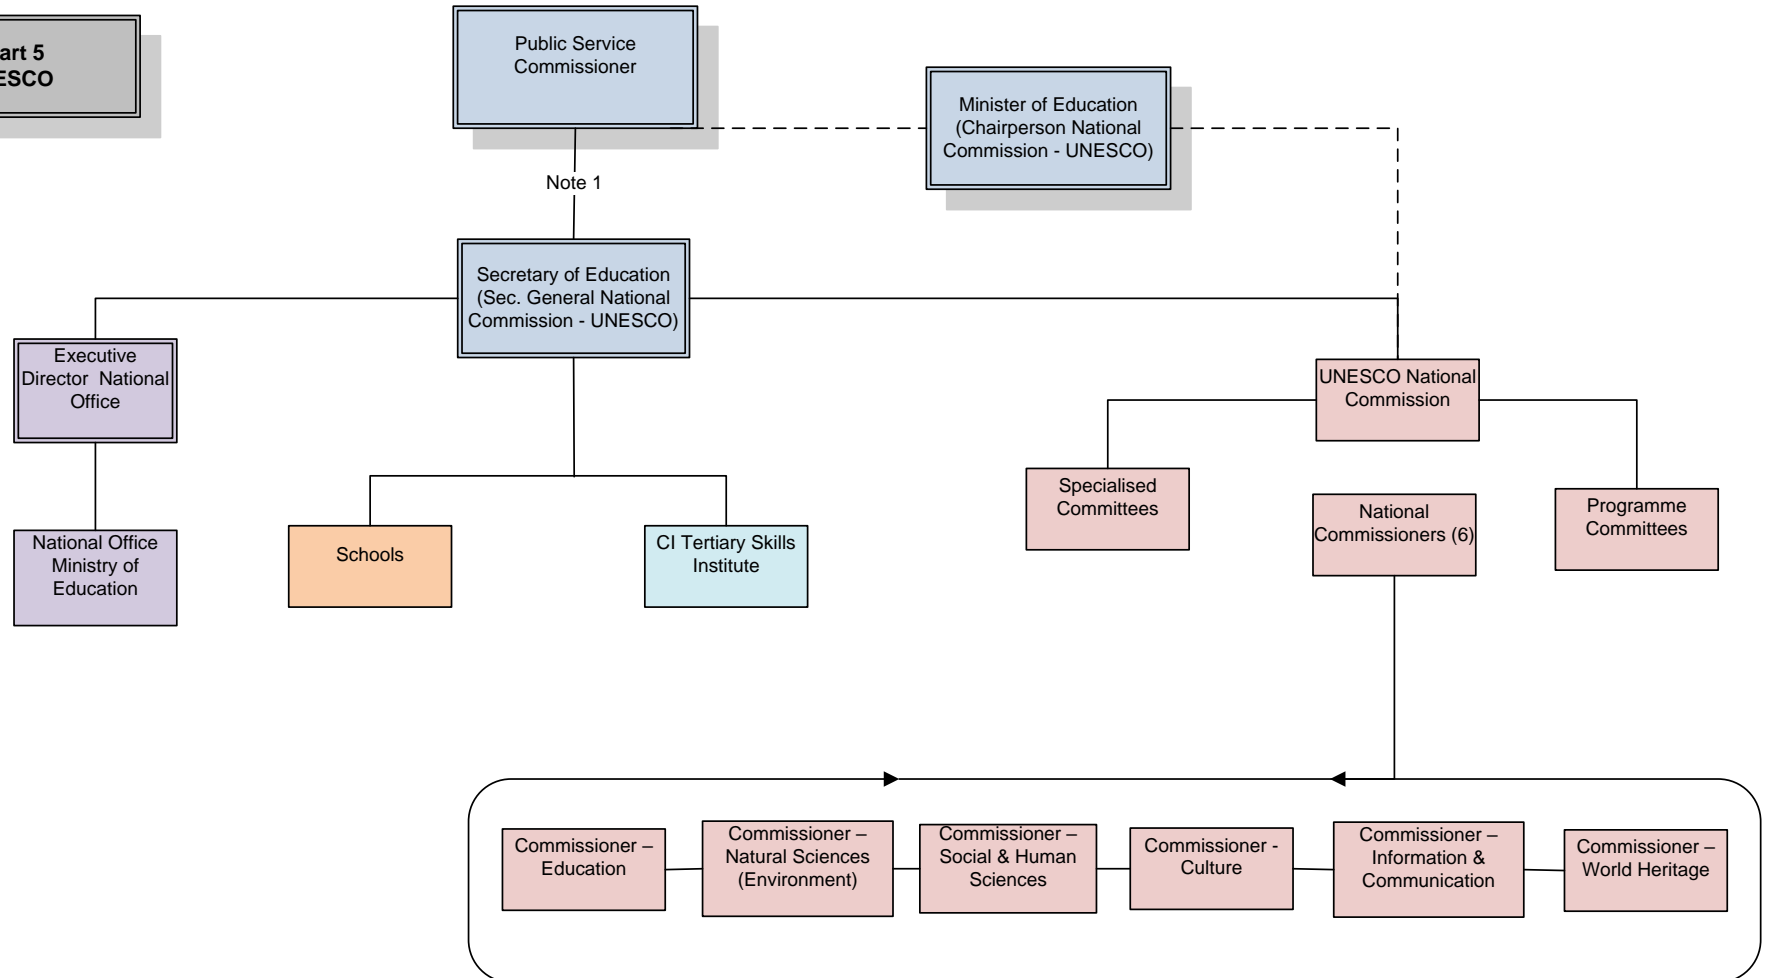 art 5
ESCO
Public Service
Commissioner
Minister of Education
(Chairperson National
Commission - UNESCO)
Note 1
Secretary of Education
(Sec. General National
Commission - UNESCO)
Executive
Director National
Office
UNESCO National
Commission
Specialised
Committees
National
Commissioners (6)
Programme
Committees
National Office
Ministry of
Education
Schools
CI Tertiary Skills
Institute
Commissioner –
Education
Commissioner –
Natural Sciences
(Environment)
Commissioner –
Social & Human
Sciences
Commissioner -
Culture
Commissioner –
Information &
Communication
Commissioner –
World Heritage